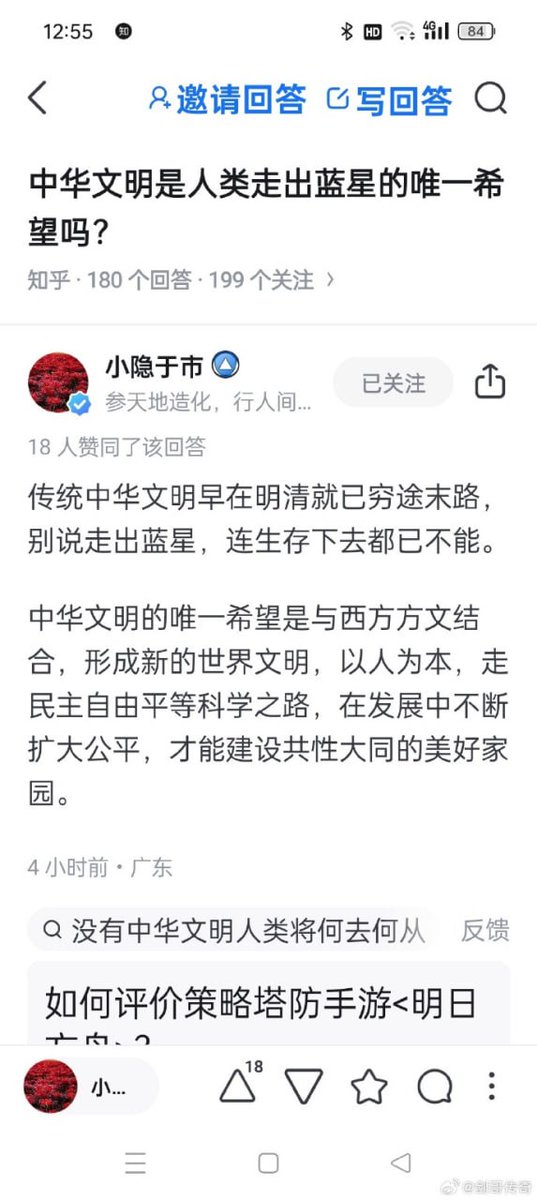 12:55 知 HD 4G 84
邀请回答 写回答
中华文明是人类走出蓝星的唯一希
望吗？
知乎 · 180 个回答 · 199 个关注 >
小隐于市
已关注
参天地造化，行人间...
18 人赞同了该回答
传统中华文明早在明清就已穷途末路，
别说走出蓝星，连生存下去都已不能。
中华文明的唯一希望是与西方方文结
合，形成新的世界文明，以人为本，走
民主自由平等科学之路，在发展中不断
扩大公平，才能建设共性大同的美好家
园。
4 小时前 · 广东
没有中华文明人类将何去何从 反馈
如何评价策略塔防手游<明日
方舟>？
小... 18
@剑哥传奇